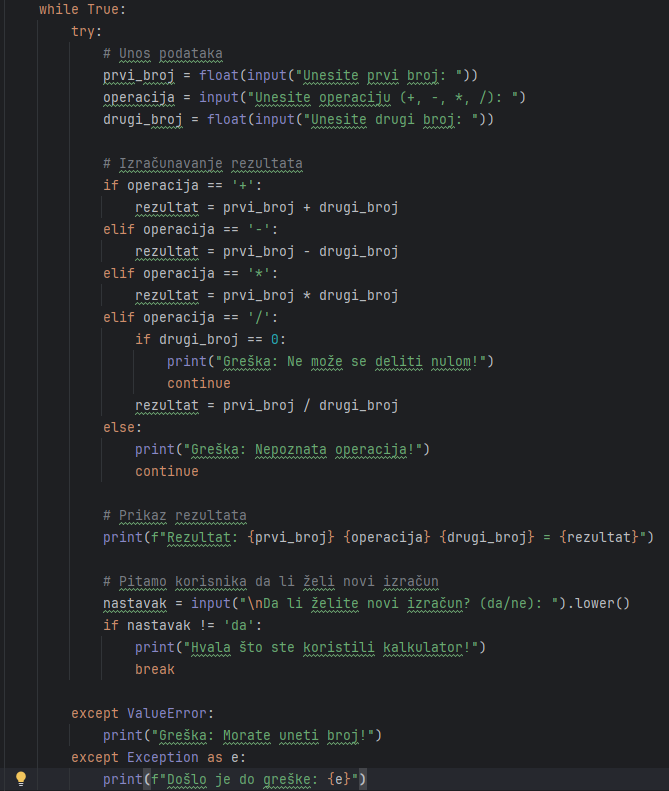 while True:
try:
# Unos podataka
prvi_broj = float(input("Unesite prvi broj: "))
operacija = input("Unesite operaciju (+, -, *, /): ")
drugi_broj = float(input("Unesite drugi broj: "))
# Izračunavanje rezultata
if operacija == '+':
rezultat = prvi_broj + drugi_broj
elif operacija == '-':
rezultat = prvi_broj - drugi_broj
elif operacija == '*':
rezultat = prvi_broj * drugi_broj
elif operacija == '/':
if drugi_broj == 0:
print("Greška: Ne može se deliti nulom!")
continue
rezultat = prvi_broj / drugi_broj
else:
print("Greška: Nepoznata operacija!")
continue
# Prikaz rezultata
print(f"Rezultat: {prvi_broj} {operacija} {drugi_broj} = {rezultat}")
# Pitamo korisnika da li želi novi izračun
nastavak = input("\nDa li želite novi izračun? (da/ne): ").lower()
if nastavak != 'da':
print("Hvala što ste koristili kalkulator!")
break
except ValueError:
print("Greška: Morate uneti broj!")
except Exception as e:
print(f"Došlo je do greške: {e}")